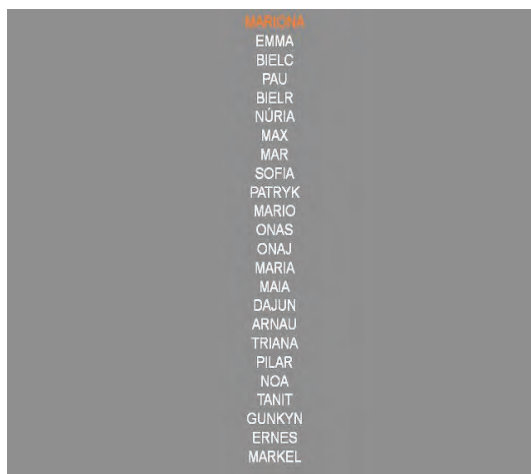 MARIONA
EMMA
BIELC
PAU
BIELR
NÚRIA
MAX
MAR
SOFIA
PATRYK
MARIO
ONAS
ONAJ
MARIA
MAIA
DAJUN
ARNAU
TRIANA
PILAR
NOA
TANIT
GUNKYN
ERNES
MARKEL